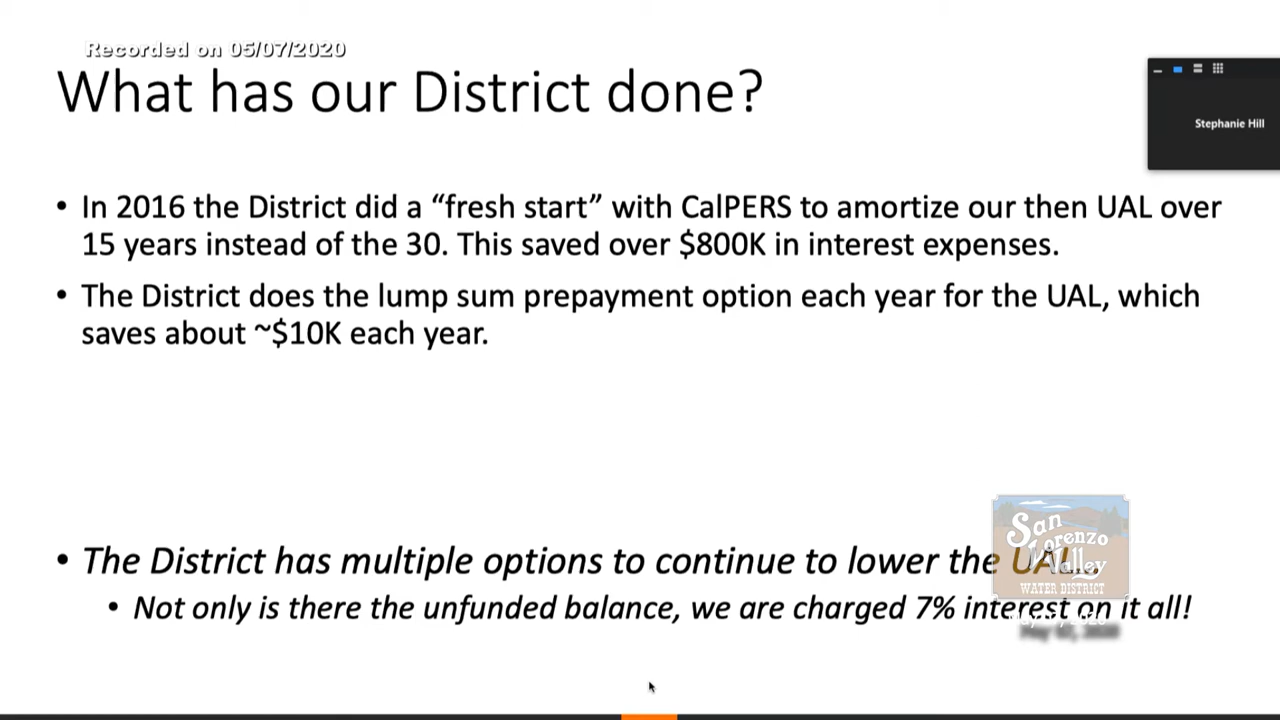 Recorded on 05/07/2020
What has our District done?
Stephanie Hill
• In 2016 the District did a “fresh start” with CalPERS to amortize our then UAL over
15 years instead of the 30. This saved over $800K in interest expenses.
• The District does the lump sum prepayment option each year for the UAL, which
saves about ~$10K each year.
San
Lorenzo
Valley
WATER DISTRICT
• The District has multiple options to continue to lower the UAL...
• Not only is there the unfunded balance, we are charged 7% interest on it all!